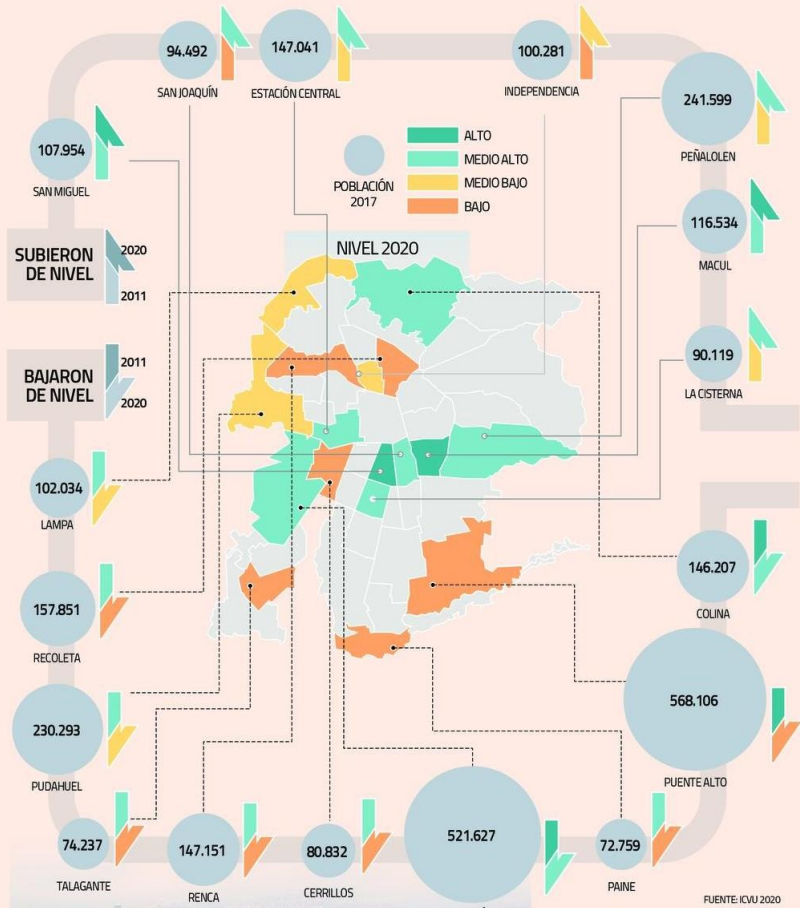 94.492
SAN JOAQUÍN
147.041
ESTACIÓN CENTRAL
100.281
INDEPENDENCIA
241.599
PEÑALOLEN
107.954
SAN MIGUEL
POBLACIÓN
2017
ALTO
MEDIO ALTO
MEDIO BAJO
BAJO
116.534
MACUL
SUBIERON
DE NIVEL
2020
2011
NIVEL 2020
BAJARON
DE NIVEL
2011
2020
90.119
LA CISTERNA
102.034
LAMPA
146.207
COLINA
157.851
RECOLETA
568.106
PUENTE ALTO
230.293
PUDAHUEL
74.237
TALAGANTE
147.151
RENCA
80.832
CERRILLOS
521.627
72.759
PAINE
FUENTE: ICVU 2020